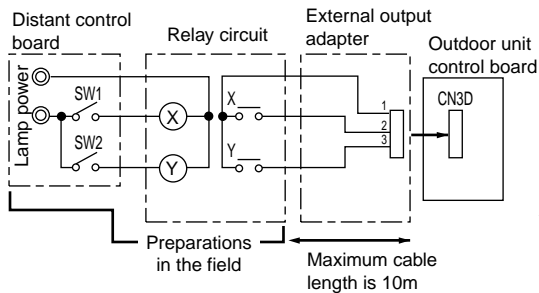 Distant control
board
Relay circuit
External output
adapter
Outdoor unit
control board
Lamp power
SW1
SW2
X
Y
X
Y
1
2
3
CN3D
Preparations
in the field
Maximum cable
length is 10m